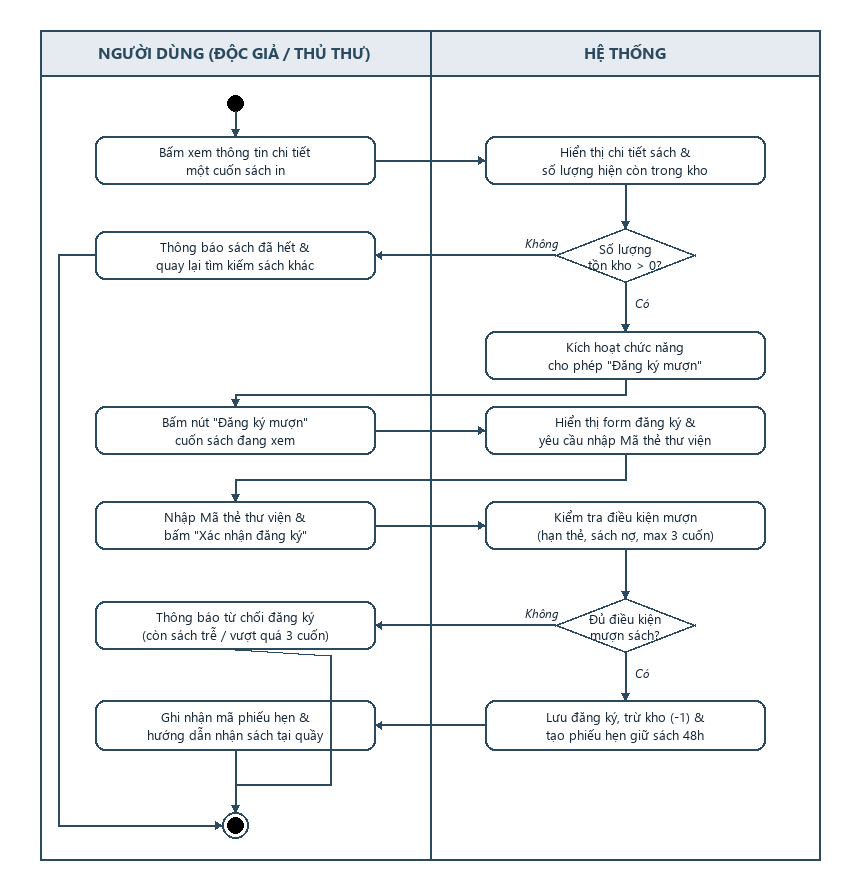 NGƯỜI DÙNG (ĐỘC GIẢ / THỦ THƯ)
HỆ THỐNG
Bấm xem thông tin chi tiết
một cuốn sách in
Hiển thị chi tiết sách &
số lượng hiện còn trong kho
Thông báo sách đã hết &
quay lại tìm kiếm sách khác
Không
Số lượng
tồn kho > 0?
Có
Kích hoạt chức năng
cho phép "Đăng ký mượn"
Bấm nút "Đăng ký mượn"
cuốn sách đang xem
Hiển thị form đăng ký &
yêu cầu nhập Mã thẻ thư viện
Nhập Mã thẻ thư viện &
bấm "Xác nhận đăng ký"
Kiểm tra điều kiện mượn
(hạn thẻ, sách nợ, max 3 cuốn)
Thông báo từ chối đăng ký
(còn sách trễ / vượt quá 3 cuốn)
Không
Đủ điều kiện
mượn sách?
Có
Ghi nhận mã phiếu hẹn &
hướng dẫn nhận sách tại quầy
Lưu đăng ký, trừ kho (-1) &
tạo phiếu hẹn giữ sách 48h